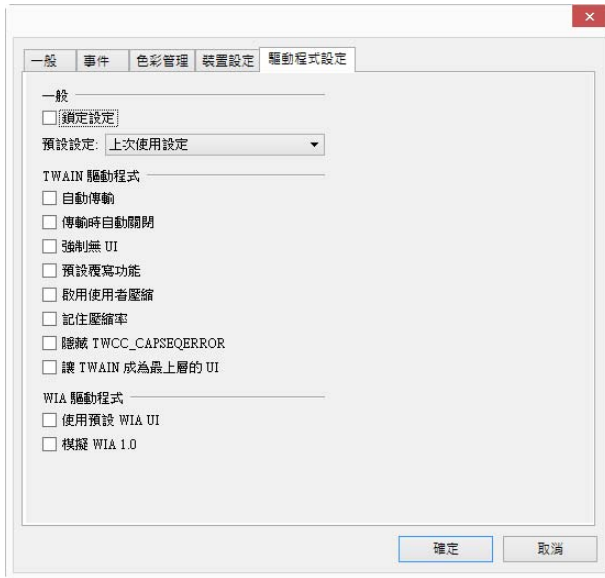 一般 事件 色彩管理 裝置設定 驅動程式設定
一般
鎖定設定
預設設定: 上次使用設定
TWAIN 驅動程式
自動傳輸
傳輸時自動關閉
強制無 UI
預設覆寫功能
啟用使用者壓縮
記住壓縮率
隱藏 TWCC_CAPSEQERROR
讓 TWAIN 成為最上層的 UI
WIA 驅動程式
使用預設 WIA UI
模擬 WIA 1.0
確定 取消